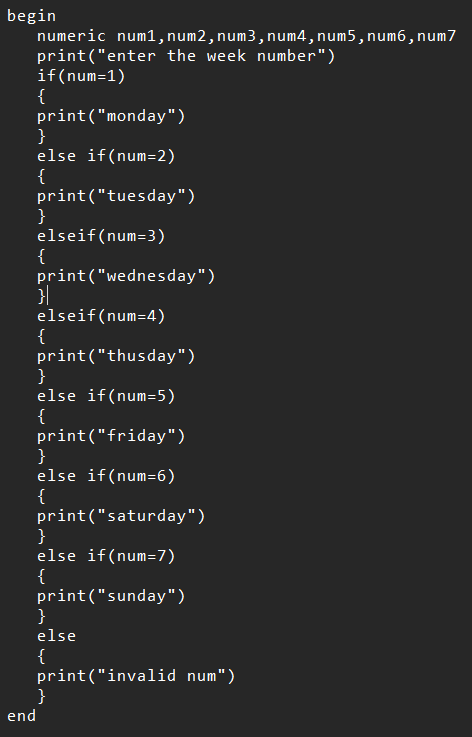 begin
numeric num1,num2,num3,num4,num5,num6,num7
print("enter the week number")
if(num=1)
{
print("monday")
}
else if(num=2)
{
print("tuesday")
}
elseif(num=3)
{
print("wednesday")
}
elseif(num=4)
{
print("thusday")
}
else if(num=5)
{
print("friday")
}
else if(num=6)
{
print("saturday")
}
else if(num=7)
{
print("sunday")
}
else
{
print("invalid num")
}
end